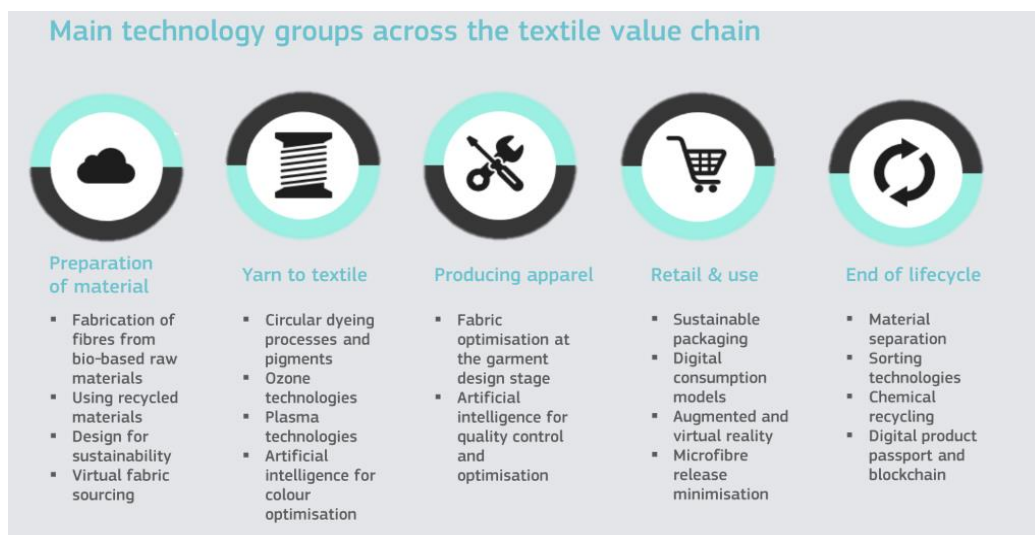 Main technology groups across the textile value chain
Preparation
of material
▪ Fabrication of
fibres from
bio-based raw
materials
▪ Using recycled
materials
▪ Design for
sustainability
▪ Virtual fabric
sourcing
Yarn to textile
▪ Circular dyeing
processes and
pigments
▪ Ozone
technologies
▪ Plasma
technologies
▪ Artificial
intelligence for
colour
optimisation
Producing apparel
▪ Fabric
optimisation at
the garment
design stage
▪ Artificial
intelligence for
quality control
and
optimisation
Retail & use
▪ Sustainable
packaging
▪ Digital
consumption
models
▪ Augmented and
virtual reality
▪ Microfibre
release
minimisation
End of lifecycle
▪ Material
separation
▪ Sorting
technologies
▪ Chemical
recycling
▪ Digital product
passport and
blockchain